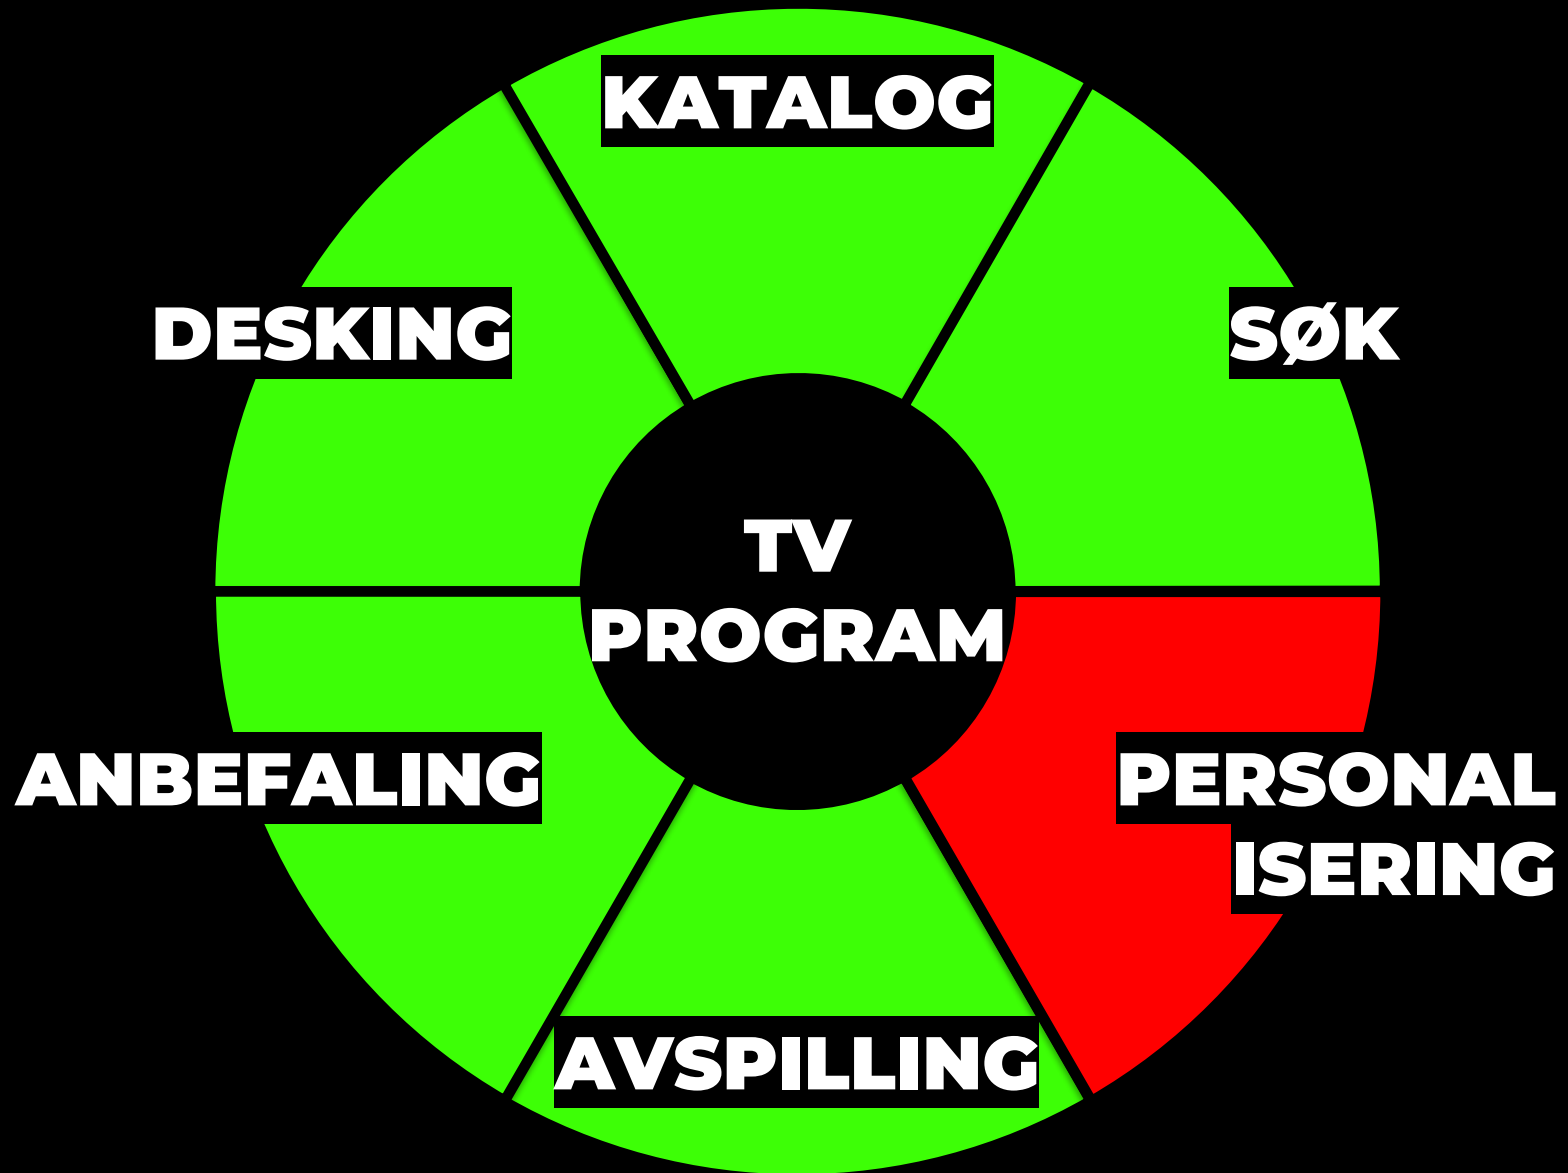 KATALOG
DESKING
SØK
TV
PROGRAM
ANBEFALING
PERSONAL
ISERING
AVSPILLING